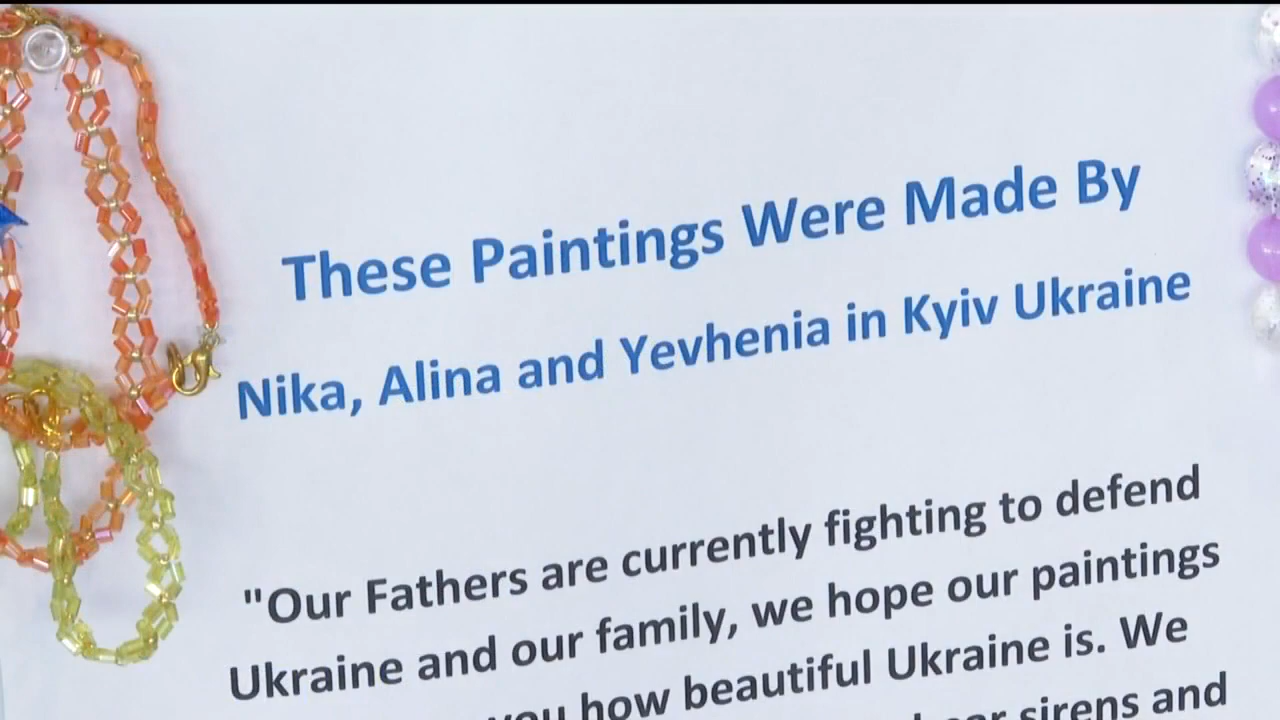 These Paintings Were Made By
Nika, Alina and Yevhenia in Kyiv Ukraine
"Our Fathers are currently fighting to defend
Ukraine and our family, we hope our paintings
you how beautiful Ukraine is. We
sirens and